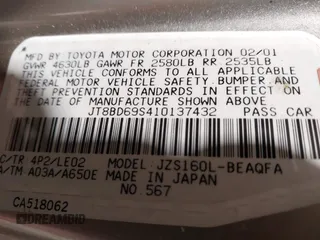 MFD BY TOYOTA MOTOR CORPORATION 02/01
GVWR 4630LB GAWR FR 2580LB RR 2535LB
THIS VEHICLE CONFORMS TO ALL APPLICABLE
FEDERAL MOTOR VEHICLE SAFETY, BUMPER, AND
THEFT PREVENTION STANDARDS IN EFFECT ON
THE DATE OF MANUFACTURE SHOWN ABOVE.
JT8BD69S410137432 PASS CAR
C/TR 4P2/LE02 MODEL: JZS160L-BEAQFA
A/TM A03A/A650E MADE IN JAPAN
NO.567
CA518062
DREAMBID